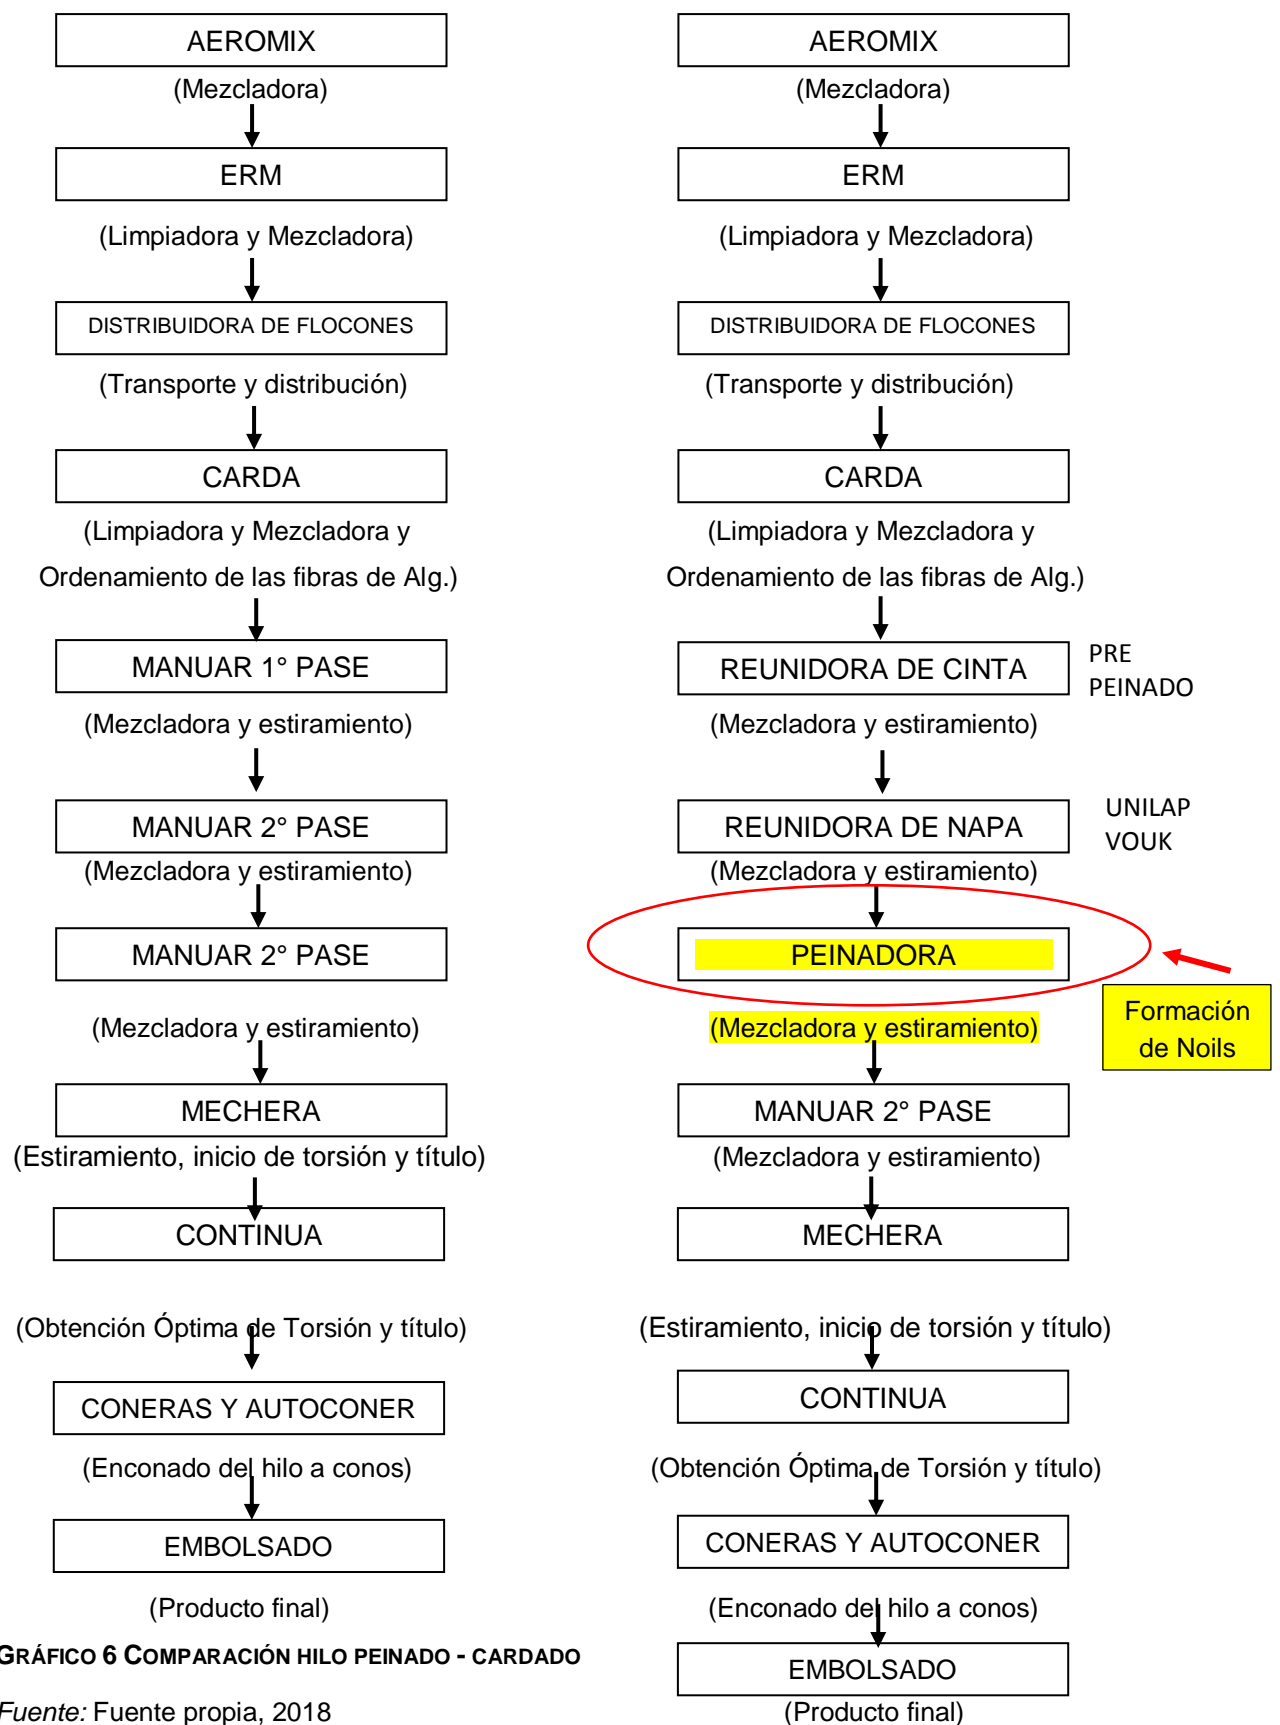 AEROMIX
(Mezcladora)
ERM
(Limpiadora y Mezcladora)
DISTRIBUIDORA DE FLOCONES
(Transporte y distribución)
CARDA
(Limpiadora y Mezcladora y
Ordenamiento de las fibras de Alg.)
MANUAR 1° PASE
(Mezcladora y estiramiento)
MANUAR 2° PASE
(Mezcladora y estiramiento)
MANUAR 2° PASE
(Mezcladora y estiramiento)
MECHERA
(Estiramiento, inicio de torsión y título)
CONTINUA
(Obtención Óptima de Torsión y título)
CONERAS Y AUTOCONER
(Enconado del hilo a conos)
EMBOLSADO
(Producto final)
AEROMIX
(Mezcladora)
ERM
(Limpiadora y Mezcladora)
DISTRIBUIDORA DE FLOCONES
(Transporte y distribución)
CARDA
(Limpiadora y Mezcladora y
Ordenamiento de las fibras de Alg.)
REUNIDORA DE CINTA
PRE
PEINADO
(Mezcladora y estiramiento)
REUNIDORA DE NAPA
UNILAP
VOUK
(Mezcladora y estiramiento)
PEINADORA
Formación
de Noils
(Mezcladora y estiramiento)
MANUAR 2° PASE
(Mezcladora y estiramiento)
MECHERA
(Estiramiento, inicio de torsión y título)
CONTINUA
(Obtención Óptima de Torsión y título)
CONERAS Y AUTOCONER
(Enconado del hilo a conos)
EMBOLSADO
(Producto final)
GRÁFICO 6 COMPARACIÓN HILO PEINADO - CARDADO
Fuente: Fuente propia, 2018